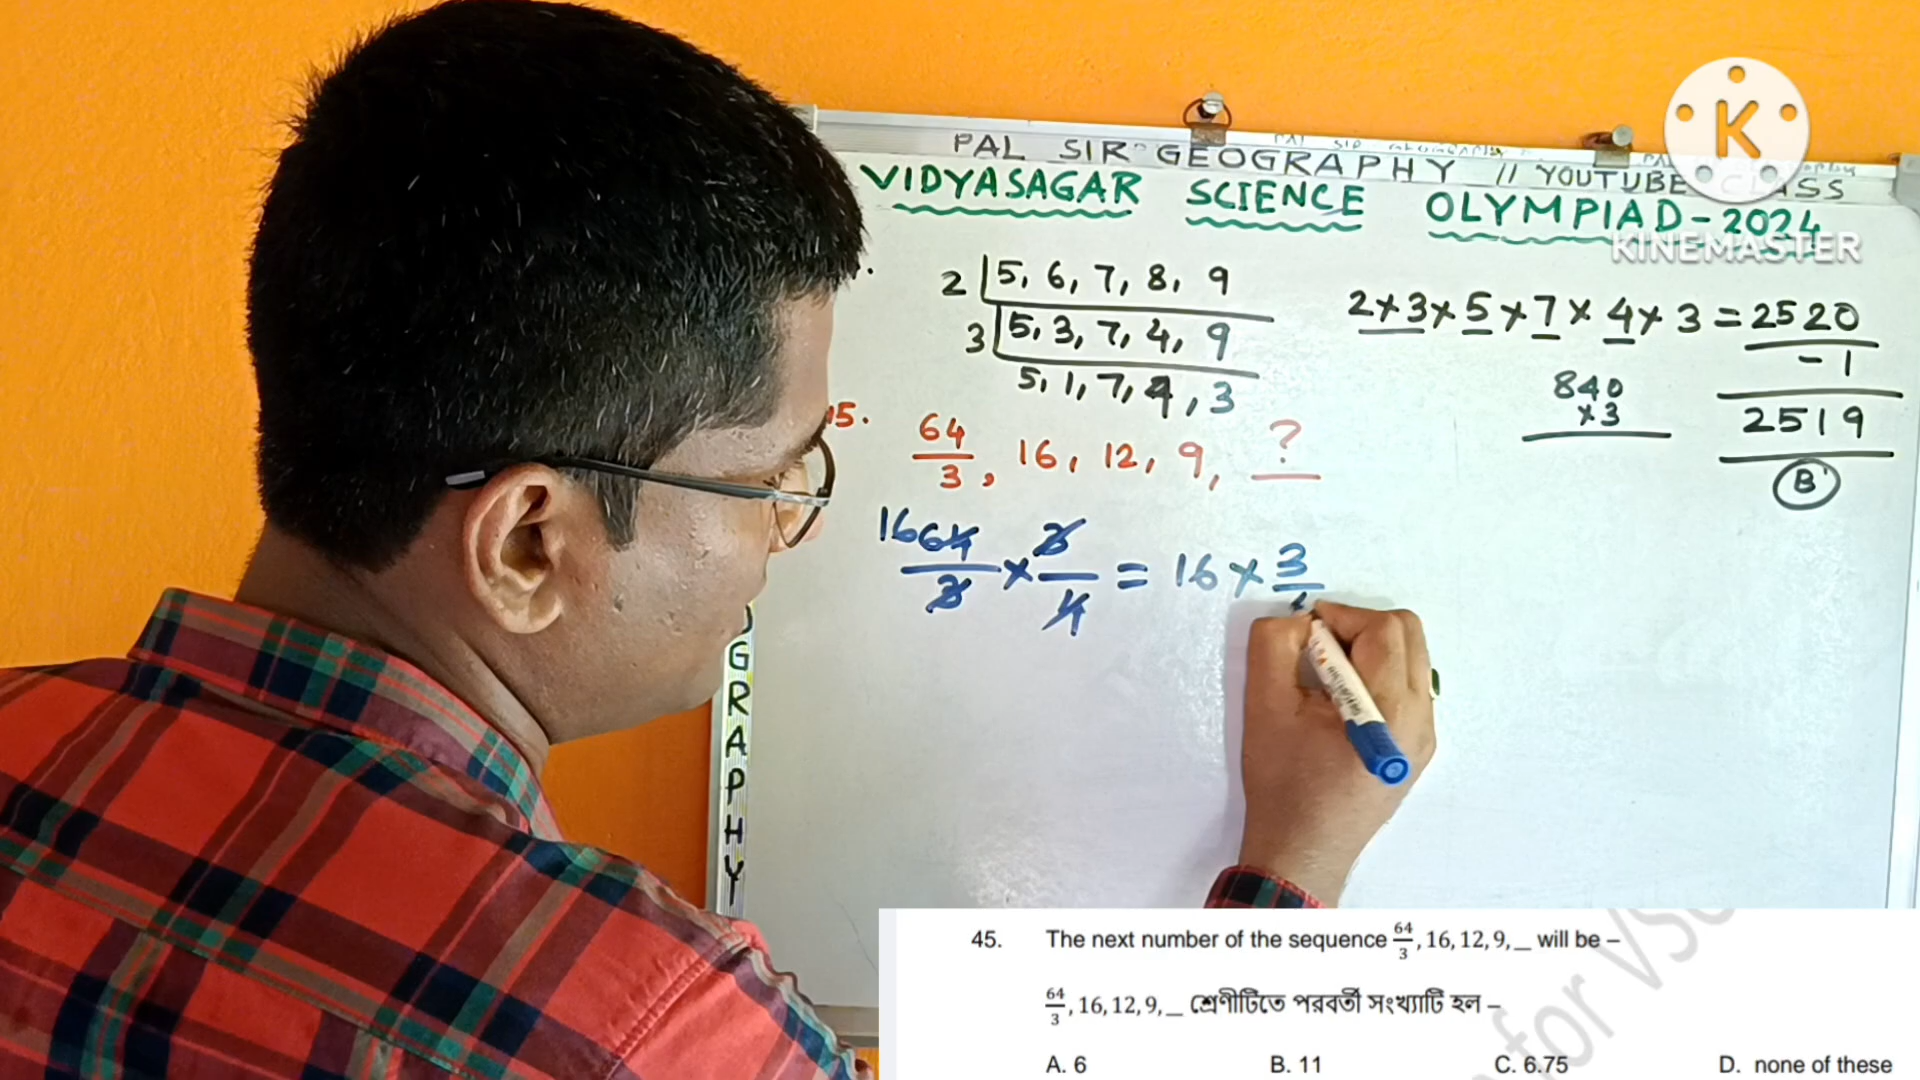 PAL SIR GEOGRAPHY // YOUTUBE CLASS
VIDYASAGAR SCIENCE OLYMPIAD-2024
K
KINEMASTER
2 | 5, 6, 7, 8, 9
3 | 5, 3, 7, 4, 9
5, 1, 7, 4, 3
2×3×5×7×4×3 = 2520
- 1
2519
B
840
×3
64/3, 16, 12, 9, ?
16 64/3 × 3/4 = 16 × 3/
OGRAPHY
45. The next number of the sequence 64/3, 16, 12, 9, _ will be –
64/3, 16, 12, 9, _ শ্রেণীটিতে পরবর্তী সংখ্যাটি হল –
A. 6 B. 11 C. 6.75 D. none of these